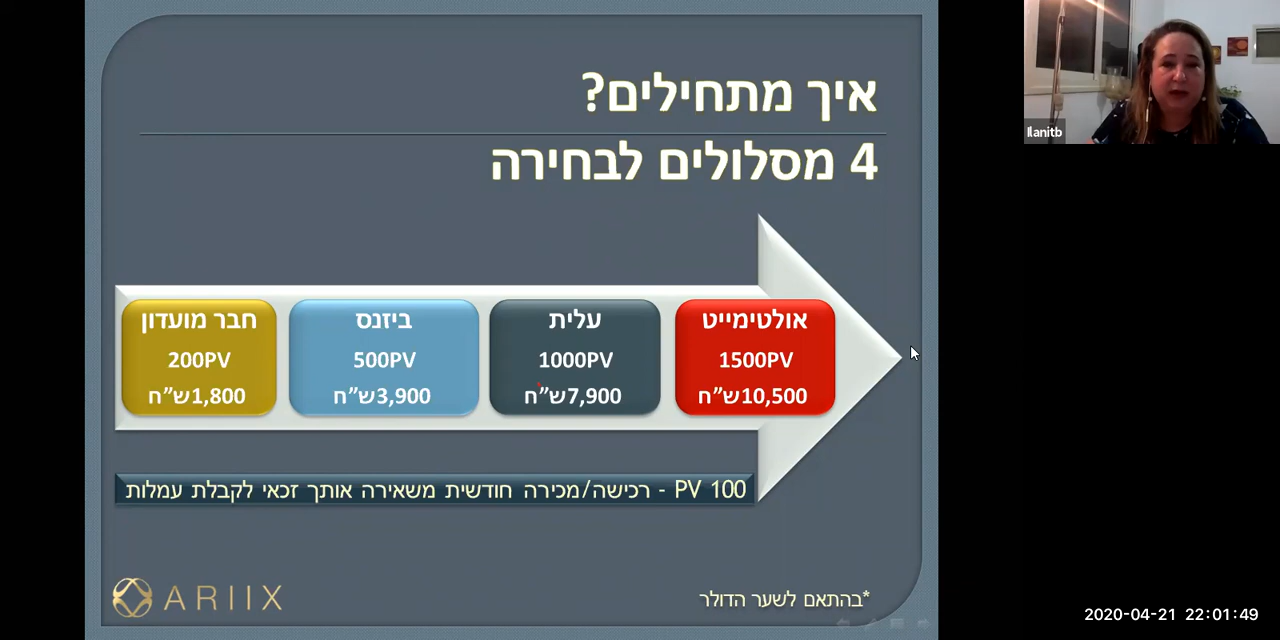 איך מתחילים?
4 מסלולים לבחירה
חבר מועדון
200PV
1,800ש"ח
ביזנס
500PV
3,900ש"ח
עלית
1000PV
7,900ש"ח
אולטימייט
1500PV
10,500ש"ח
100 PV - רכישה/מכירה חודשית משאירה אותך זכאי לקבלת עמלות
*בהתאם לשער הדולר
ARIIX
Ilanitb
2020-04-21 22:01:49